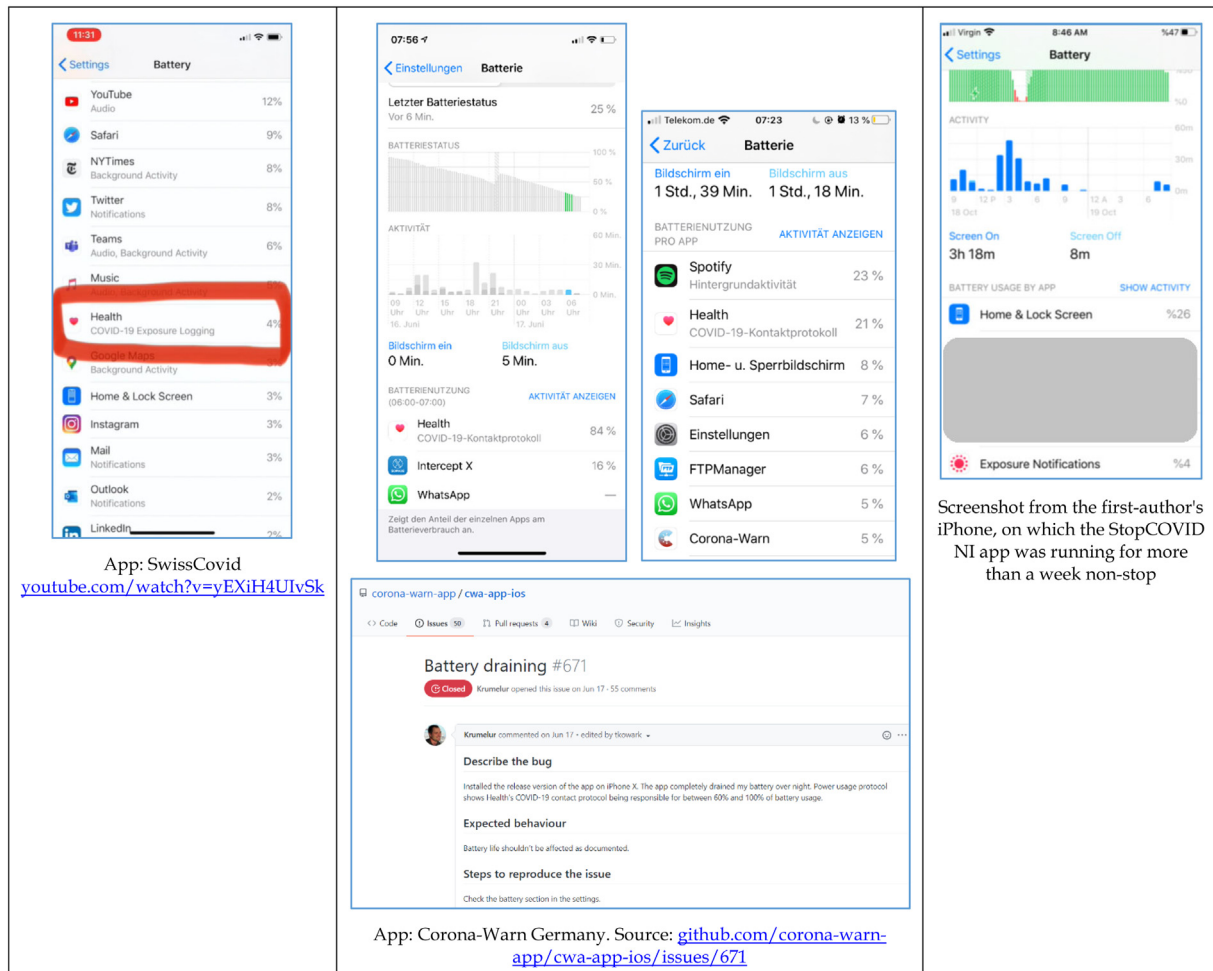 11:31
Settings
Battery
YouTube
Audio
12%
Safari
9%
NYTimes
Background Activity
8%
Twitter
Notifications
8%
Teams
Audio, Background Activity
6%
Music
Audio, Background Activity
5%
Health
COVID-19 Exposure Logging
4%
Google Maps
Background Activity
3%
Home & Lock Screen
3%
Instagram
3%
Mail
Notifications
3%
Outlook
Notifications
2%
LinkedIn
2%
App: SwissCovid
youtube.com/watch?v=yEXiH4UIvSk
07:56
Einstellungen
Batterie
Letzter Batteriestatus
Vor 6 Min.
25 %
BATTERIESTATUS
100 %
50 %
0 %
AKTIVITÄT
60 Min.
30 Min.
0 Min.
09 12 15 18 21 00 03 06
Uhr Uhr Uhr Uhr Uhr Uhr Uhr Uhr
16. Juni 17. Juni
Bildschirm ein
Bildschirm aus
0 Min.
5 Min.
BATTERIENUTZUNG
(06:00-07:00)
AKTIVITÄT ANZEIGEN
Health
COVID-19-Kontaktprotokoll
84 %
Intercept X
16 %
WhatsApp
—
Zeigt den Anteil der einzelnen Apps am
Batterieverbrauch an.
Telekom.de
07:23
13 %
Zurück
Batterie
Bildschirm ein
Bildschirm aus
1 Std., 39 Min.
1 Std., 18 Min.
BATTERIENUTZUNG
PRO APP
AKTIVITÄT ANZEIGEN
Spotify
Hintergrundaktivität
23 %
Health
COVID-19-Kontaktprotokoll
21 %
Home- u. Sperrbildschirm
8 %
Safari
7 %
Einstellungen
6 %
FTPManager
6 %
WhatsApp
5 %
Corona-Warn
5 %
corona-warn-app / cwa-app-ios
Code
Issues 50
Pull requests 4
Wiki
Security
Insights
Battery draining #671
Closed
Krumelur opened this issue on Jun 17 · 55 comments
Krumelur commented on Jun 17 • edited by tkowark
Describe the bug
Installed the release version of the app on iPhone X. The app completely drained my battery over night. Power usage protocol
shows Health's COVID-19 contact protocol being responsible for between 60% and 100% of battery usage.
Expected behaviour
Battery life shouldn't be affected as documented.
Steps to reproduce the issue
Check the battery section in the settings.
App: Corona-Warn Germany. Source: github.com/corona-warn-
app/cwa-app-ios/issues/671
Virgin
8:46 AM
%47
Settings
Battery
%0
ACTIVITY
60m
30m
0m
9 12 P 3 6 9 12 A 3 6
18 Oct 19 Oct
Screen On
Screen Off
3h 18m
8m
BATTERY USAGE BY APP
SHOW ACTIVITY
Home & Lock Screen
%26
Exposure Notifications
%4
Screenshot from the first-author's
iPhone, on which the StopCOVID
NI app was running for more
than a week non-stop